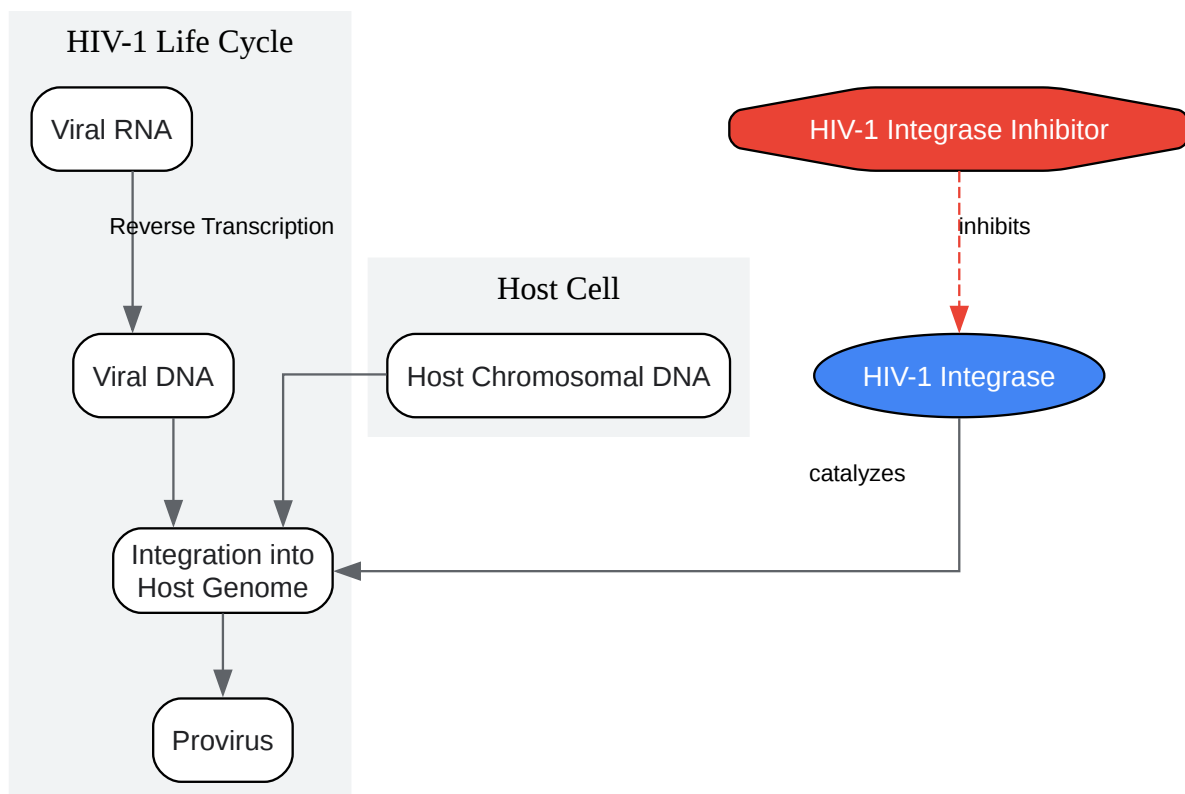 HIV-1 Life Cycle
Viral RNA
HIV-1 Integrase Inhibitor
Reverse Transcription
inhibits
Host Cell
Viral DNA
Host Chromosomal DNA
HIV-1 Integrase
catalyzes
Integration into
Host Genome
Provirus